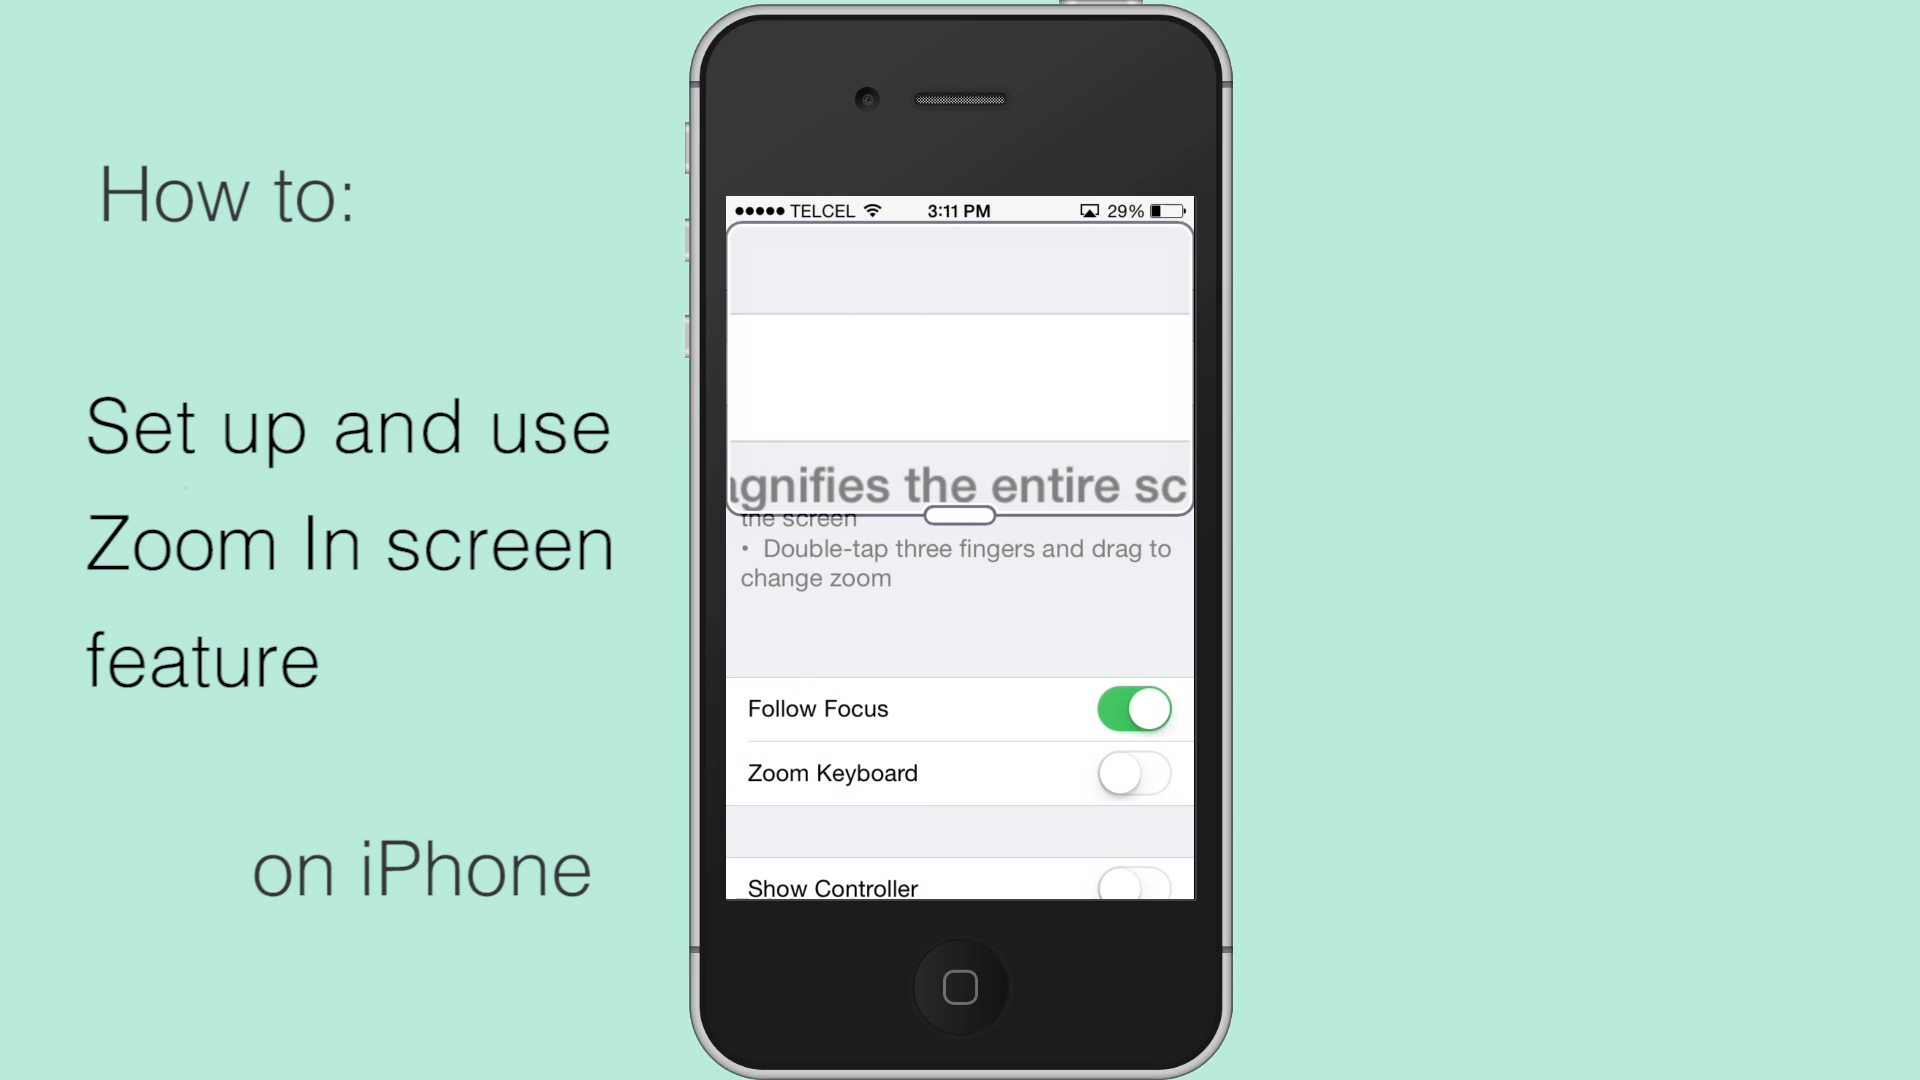 How to:
Set up and use
Zoom In screen
feature
on iPhone
TELCEL 3:11 PM 29%
agnifies the entire sc
the screen
• Double-tap three fingers and drag to
change zoom
Follow Focus
Zoom Keyboard
Show Controller